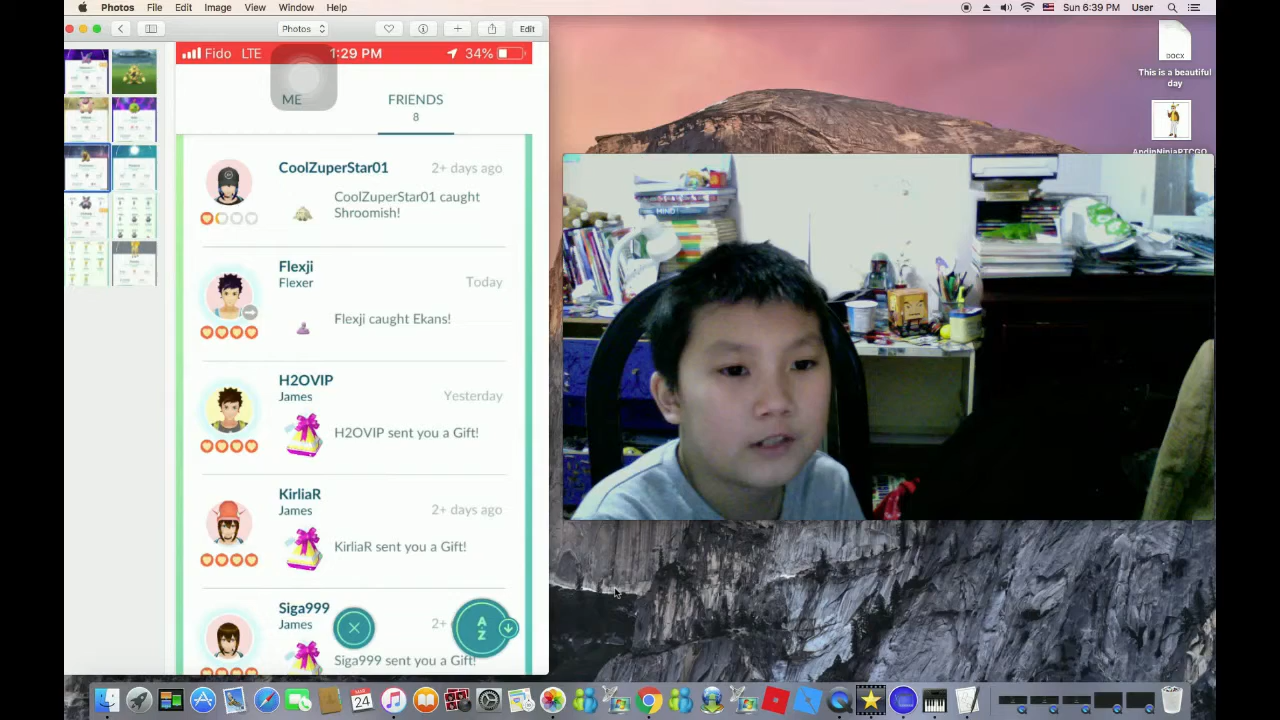 Photos File Edit Image View Window Help
Sun 6:39 PM User
Photos
Edit
Fido LTE 1:29 PM 34%
ME
FRIENDS
8
CoolZuperStar01
2+ days ago
CoolZuperStar01 caught
Shroomish!
Flexji
Flexer
Today
Flexji caught Ekans!
H2OVIP
James
Yesterday
H2OVIP sent you a Gift!
KirliaR
James
2+ days ago
KirliaR sent you a Gift!
Siga999
James
2+
A
Z
Siga999 sent you a Gift!
DOCX
This is a beautiful
day
MIND!
24